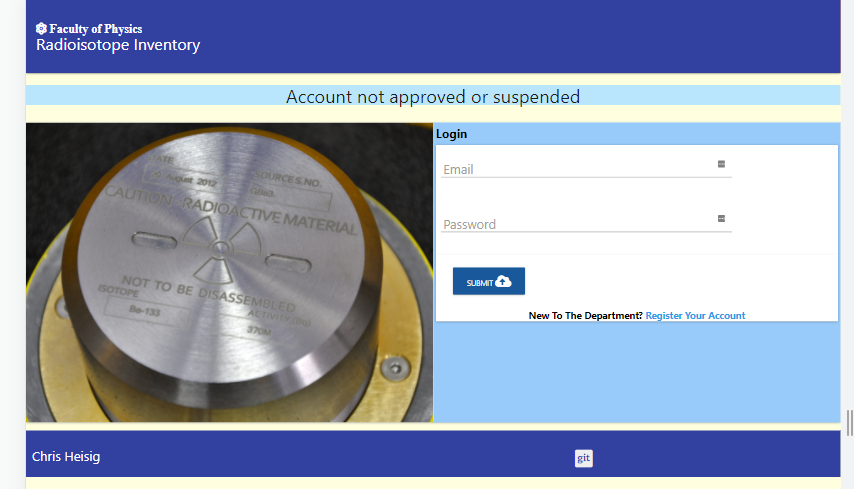 Faculty of Physics
Radioisotope Inventory
Account not approved or suspended
Login
Email
Password
SUBMIT
New To The Department? Register Your Account
DATE
August 2012
SOURCE S.NO.
CAUTION RADIOACTIVE MATERIAL
NOT TO BE DISASSEMBLED
ISOTOPE
Ba-133
370M
Chris Heisig
git